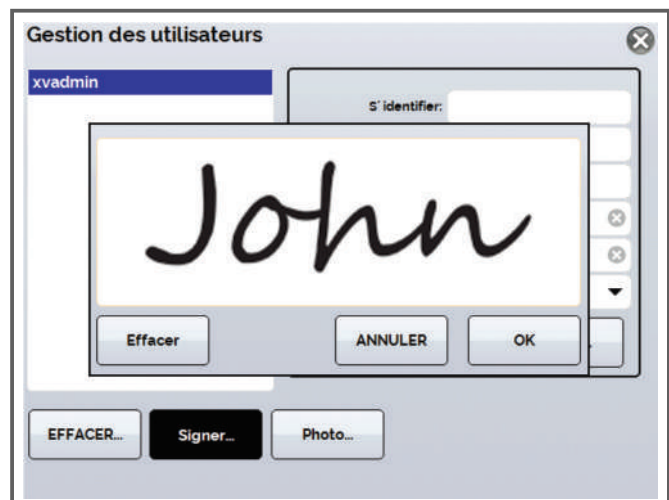 Gestion des utilisateurs
xvadmin
S' identifier:
John
Effacer
ANNULER
OK
EFFACER...
Signer...
Photo...